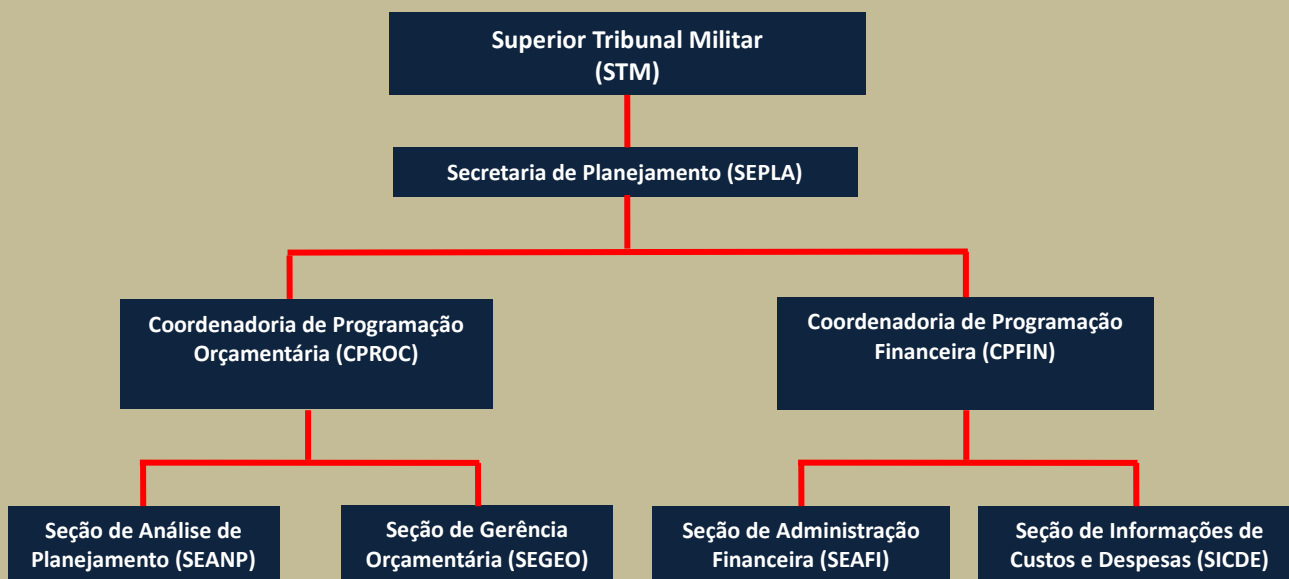 Superior Tribunal Militar
(STM)
Secretaria de Planejamento (SEPLA)
Coordenadoria de Programação
Orçamentária (CPROC)
Coordenadoria de Programação
Financeira (CPFIN)
Seção de Análise de
Planejamento (SEANP)
Seção de Gerência
Orçamentária (SEGEO)
Seção de Administração
Financeira (SEAFI)
Seção de Informações de
Custos e Despesas (SICDE)